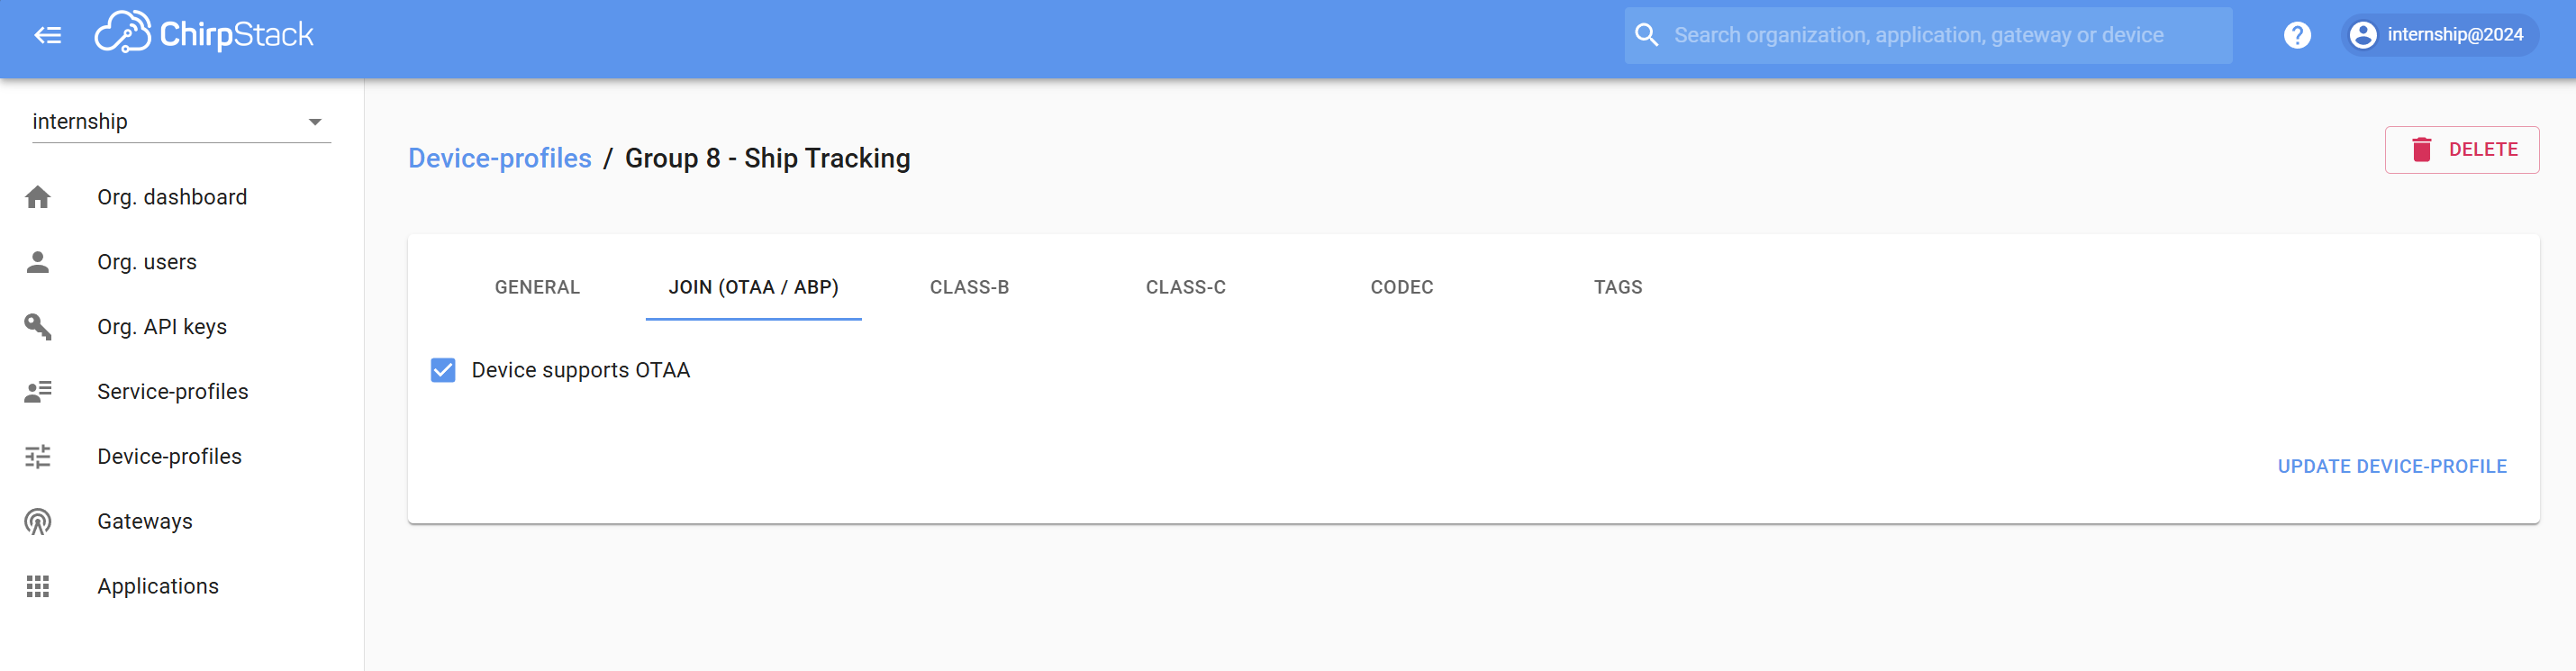 ChirpStack
Search organization, application, gateway or device
?
internship@2024
internship
Org. dashboard
Org. users
Org. API keys
Service-profiles
Device-profiles
Gateways
Applications
Device-profiles / Group 8 - Ship Tracking
DELETE
GENERAL JOIN (OTAA / ABP) CLASS-B CLASS-C CODEC TAGS
Device supports OTAA
UPDATE DEVICE-PROFILE